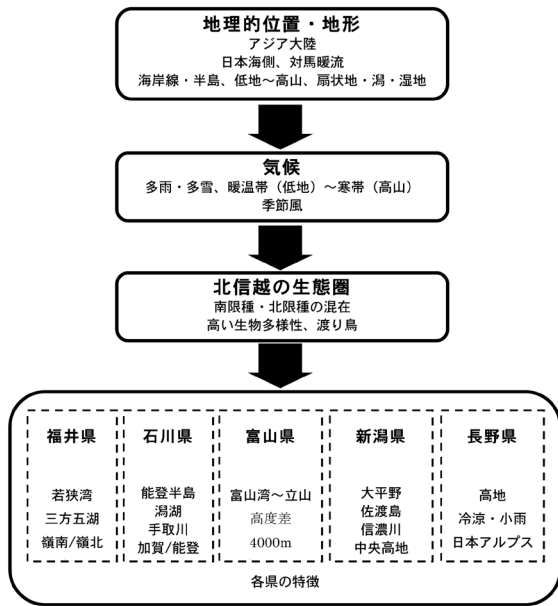 地理的位置・地形
アジア大陸
日本海側、対馬暖流
海岸線・半島、低地～高山、扇状地・潟・湿地
気候
多雨・多雪、暖温帯（低地）～寒帯（高山）
季節風
北信越の生態圏
南限種・北限種の混在
高い生物多様性、渡り鳥
福井県
若狭湾
三方五湖
嶺南/嶺北
石川県
能登半島
潟湖
手取川
加賀/能登
富山県
富山湾～立山
高度差
4000m
新潟県
大平野
佐渡島
信濃川
中央高地
長野県
高地
冷涼・小雨
日本アルプス
各県の特徴